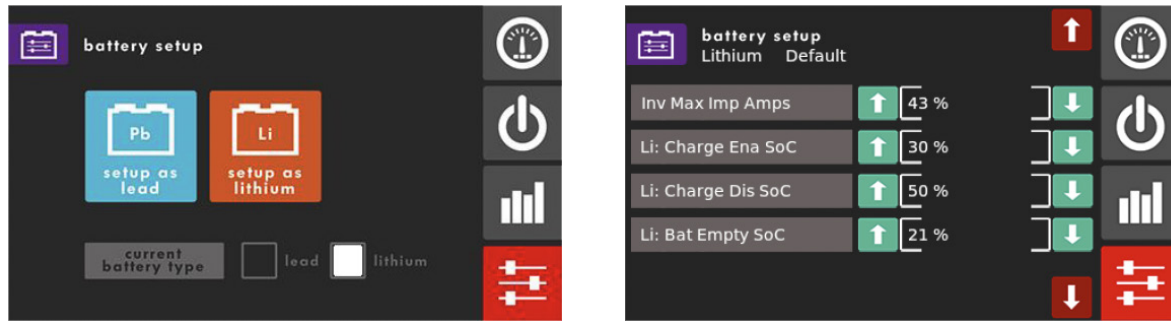 battery setup
Pb
setup as
lead
Li
setup as
lithium
current
battery type
lead
lithium
battery setup
Lithium Default
Inv Max Imp Amps 43 %
Li: Charge Ena SoC 30 %
Li: Charge Dis SoC 50 %
Li: Bat Empty SoC 21 %